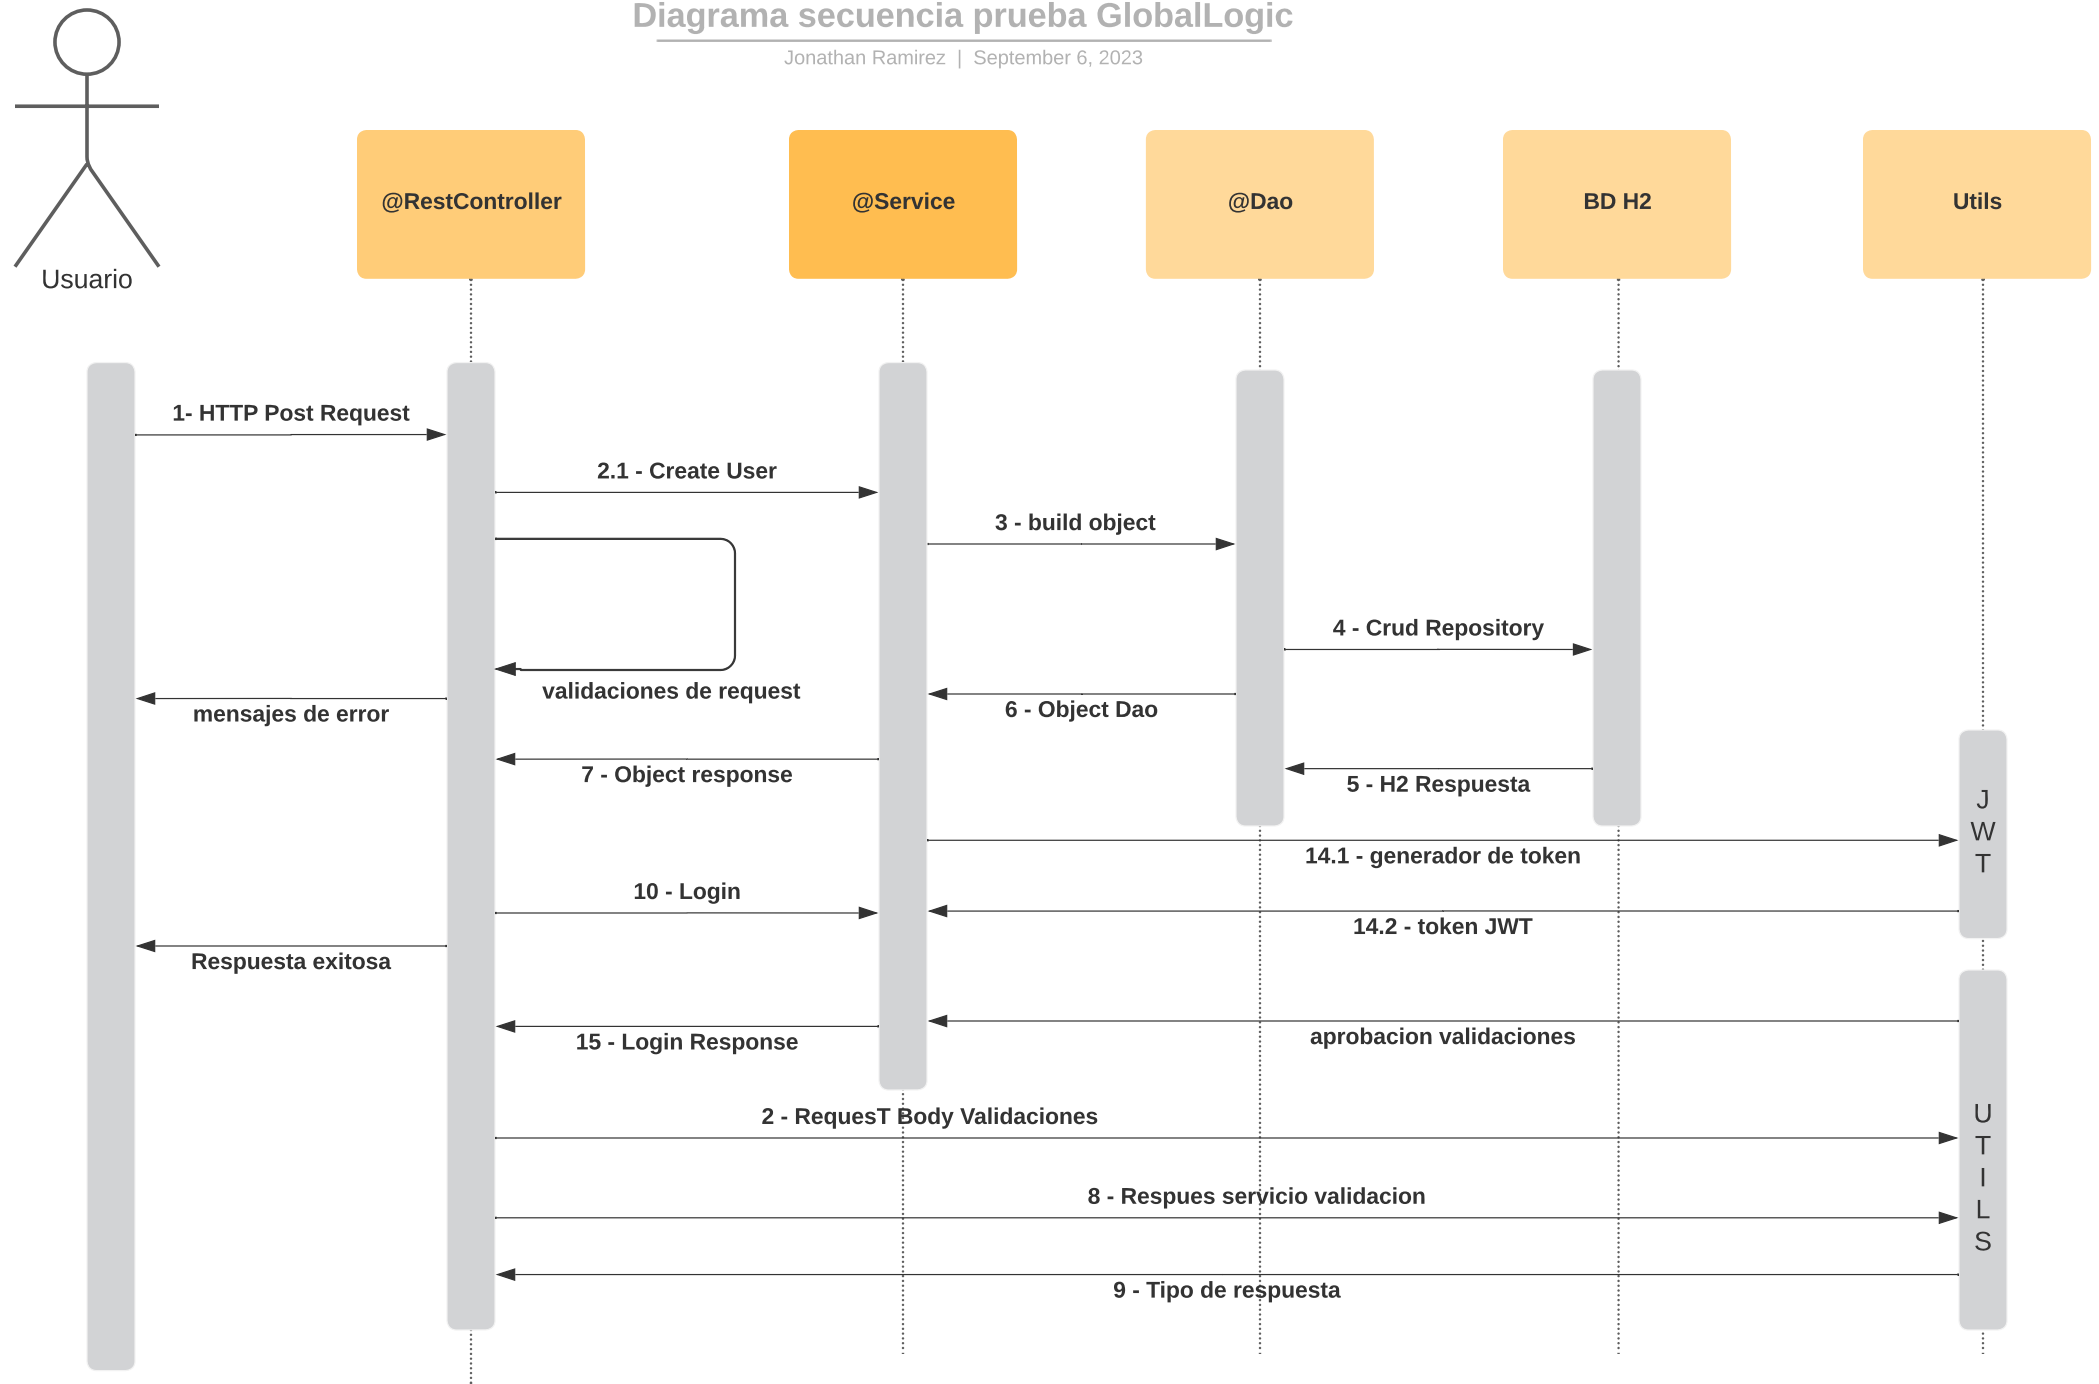 Diagrama secuencia prueba GlobalLogic
Jonathan Ramirez | September 6, 2023
Usuario
@RestController
@Service
@Dao
BD H2
Utils
1- HTTP Post Request
2.1 - Create User
3 - build object
4 - Crud Repository
validaciones de request
mensajes de error
6 - Object Dao
7 - Object response
5 - H2 Respuesta
J
W
T
14.1 - generador de token
10 - Login
14.2 - token JWT
Respuesta exitosa
15 - Login Response
aprobacion validaciones
2 - RequesT Body Validaciones
U
T
I
L
S
8 - Respues servicio validacion
9 - Tipo de respuesta